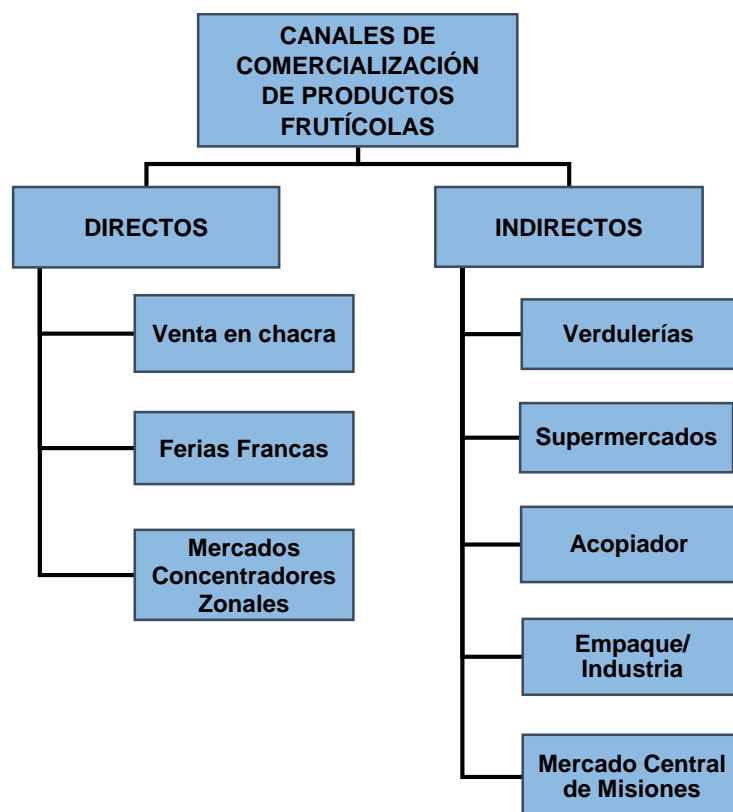 CANALES DE
COMERCIALIZACIÓN
DE PRODUCTOS
FRUTÍCOLAS
DIRECTOS
INDIRECTOS
Venta en chacra
Ferias Francas
Mercados
Concentradores
Zonales
Verdulerías
Supermercados
Acopiador
Empaque/
Industria
Mercado Central
de Misiones